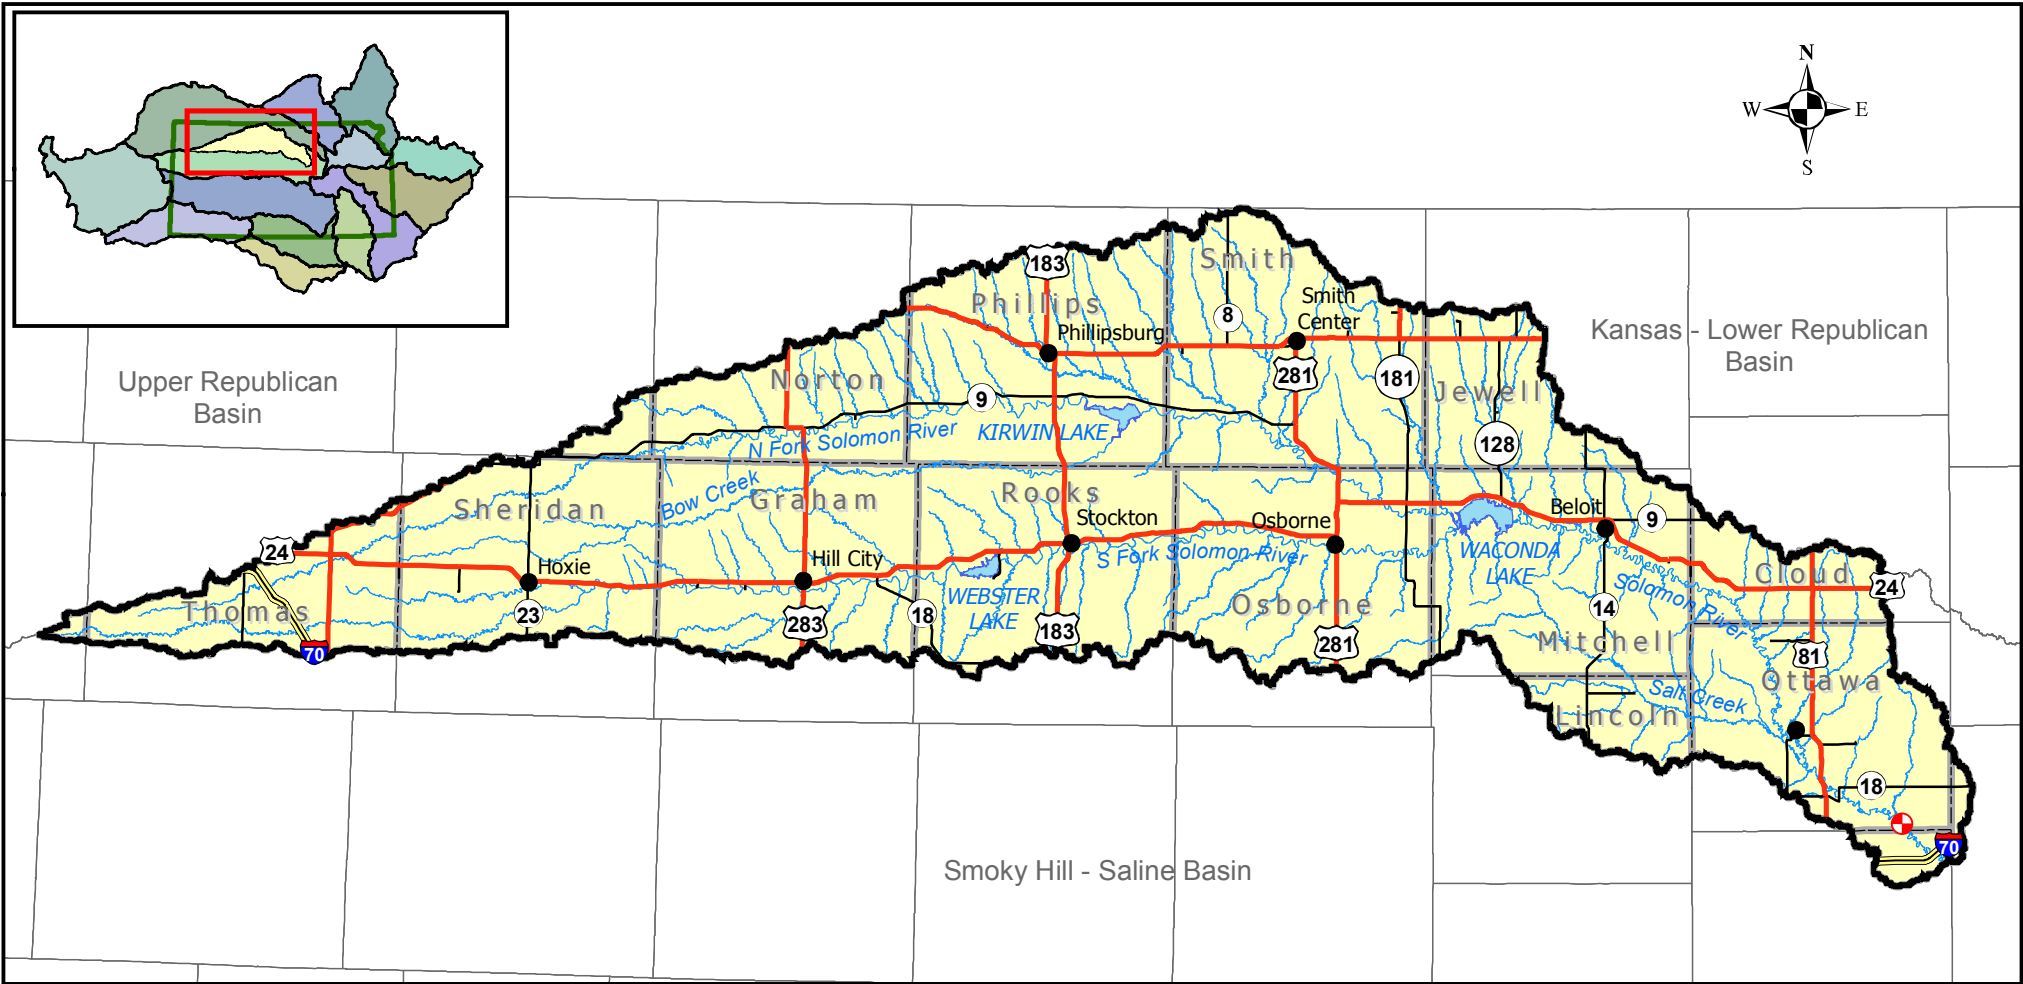 N
W
E
S
Smith
183
Phillips
Smith
Center
8
Phillipsburg
Kansas - Lower Republican
Basin
Upper Republican
Basin
Norton
281
181
Jewell
9
KIRWIN LAKE
N Fork Solomon River
128
Bow Creek
Graham
Rooks
Sheridan
Stockton
Osborne
Beloit
9
24
Hoxie
Hill City
S Fork Solomon River
WACONDA
LAKE
Cloud
24
Thomas
WEBSTER
LAKE
Osborne
Solomon River
23
283
18
183
281
14
Mitchell
70
81
Ottawa
Salt Creek
Lincoln
18
70
Smoky Hill - Saline Basin